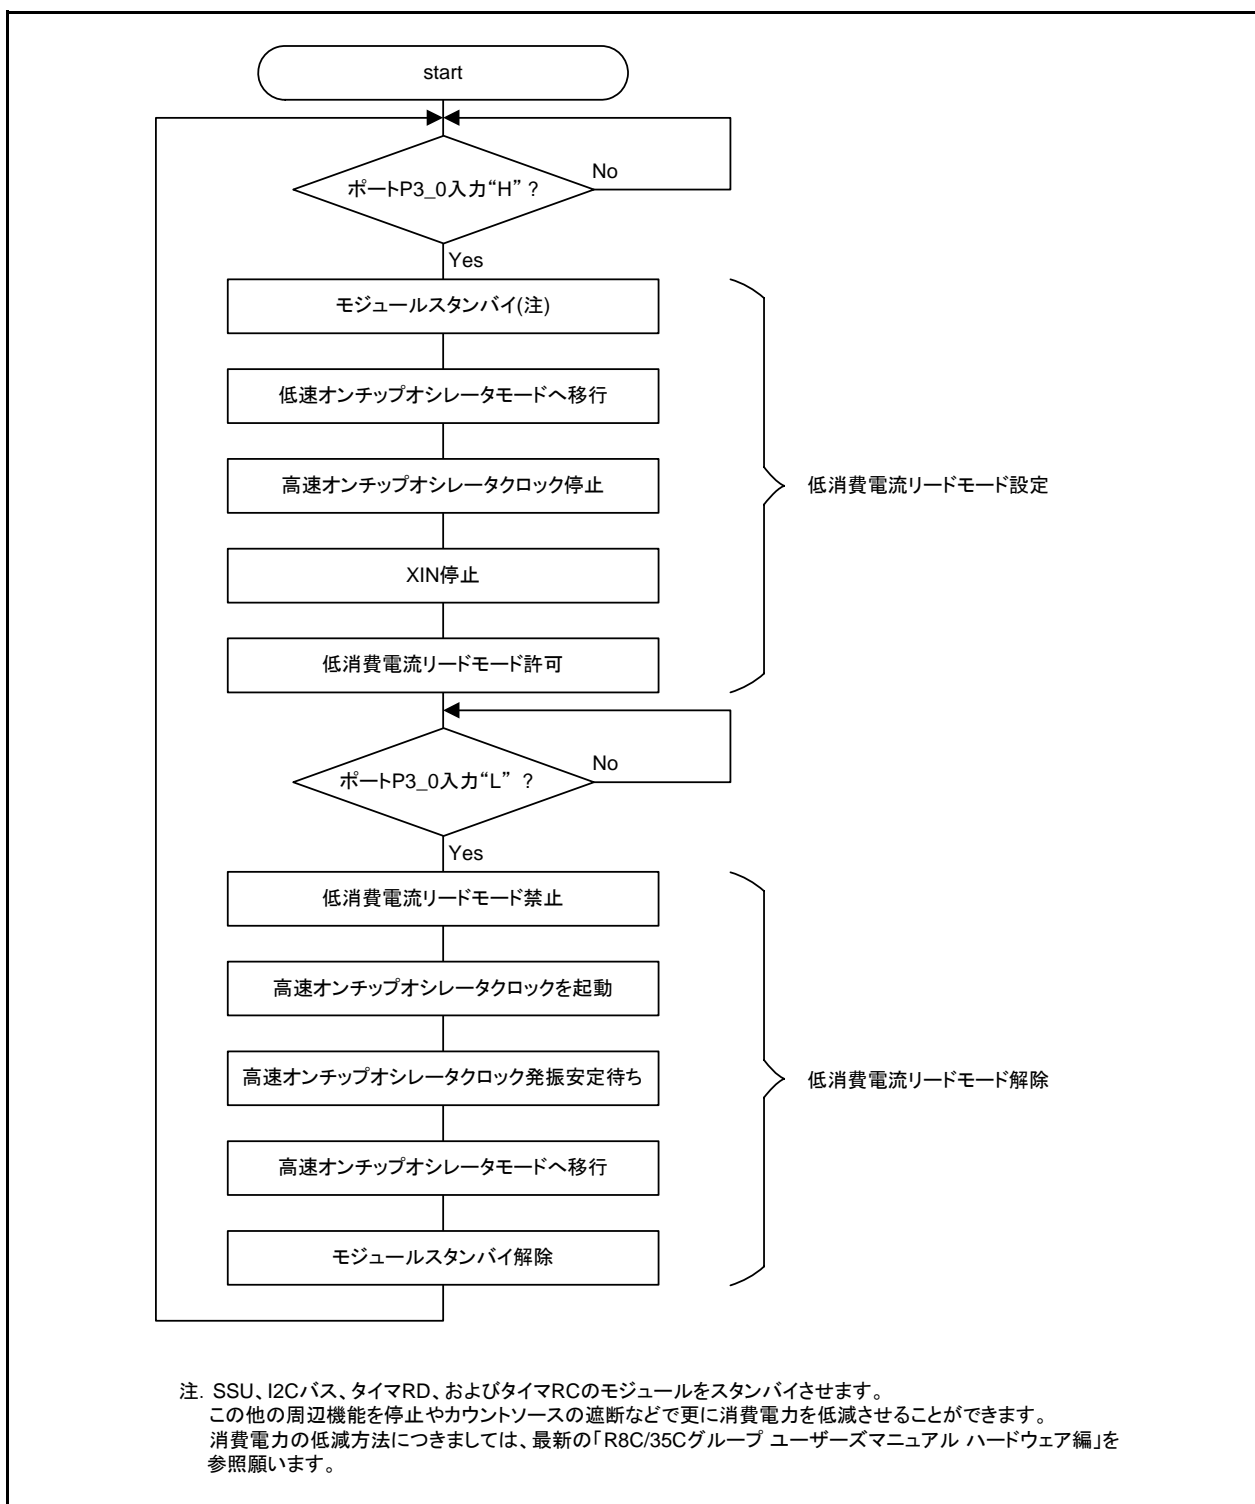 start
ポートP3_0入力“H” ?
No
Yes
モジュールスタンバイ(注)
低速オンチップオシレータモードへ移行
高速オンチップオシレータクロック停止
低消費電流リードモード設定
XIN停止
低消費電流リードモード許可
ポートP3_0入力“L” ?
No
Yes
低消費電流リードモード禁止
高速オンチップオシレータクロックを起動
高速オンチップオシレータクロック発振安定待ち
低消費電流リードモード解除
高速オンチップオシレータモードへ移行
モジュールスタンバイ解除
注. SSU、I2Cバス、タイマRD、およびタイマRCのモジュールをスタンバイさせます。
この他の周辺機能を停止やカウントソースの遮断などで更に消費電力を低減させることができます。
消費電力の低減方法につきましては、最新の「R8C/35Cグループ ユーザーズマニュアル ハードウェア編」を
参照願います。